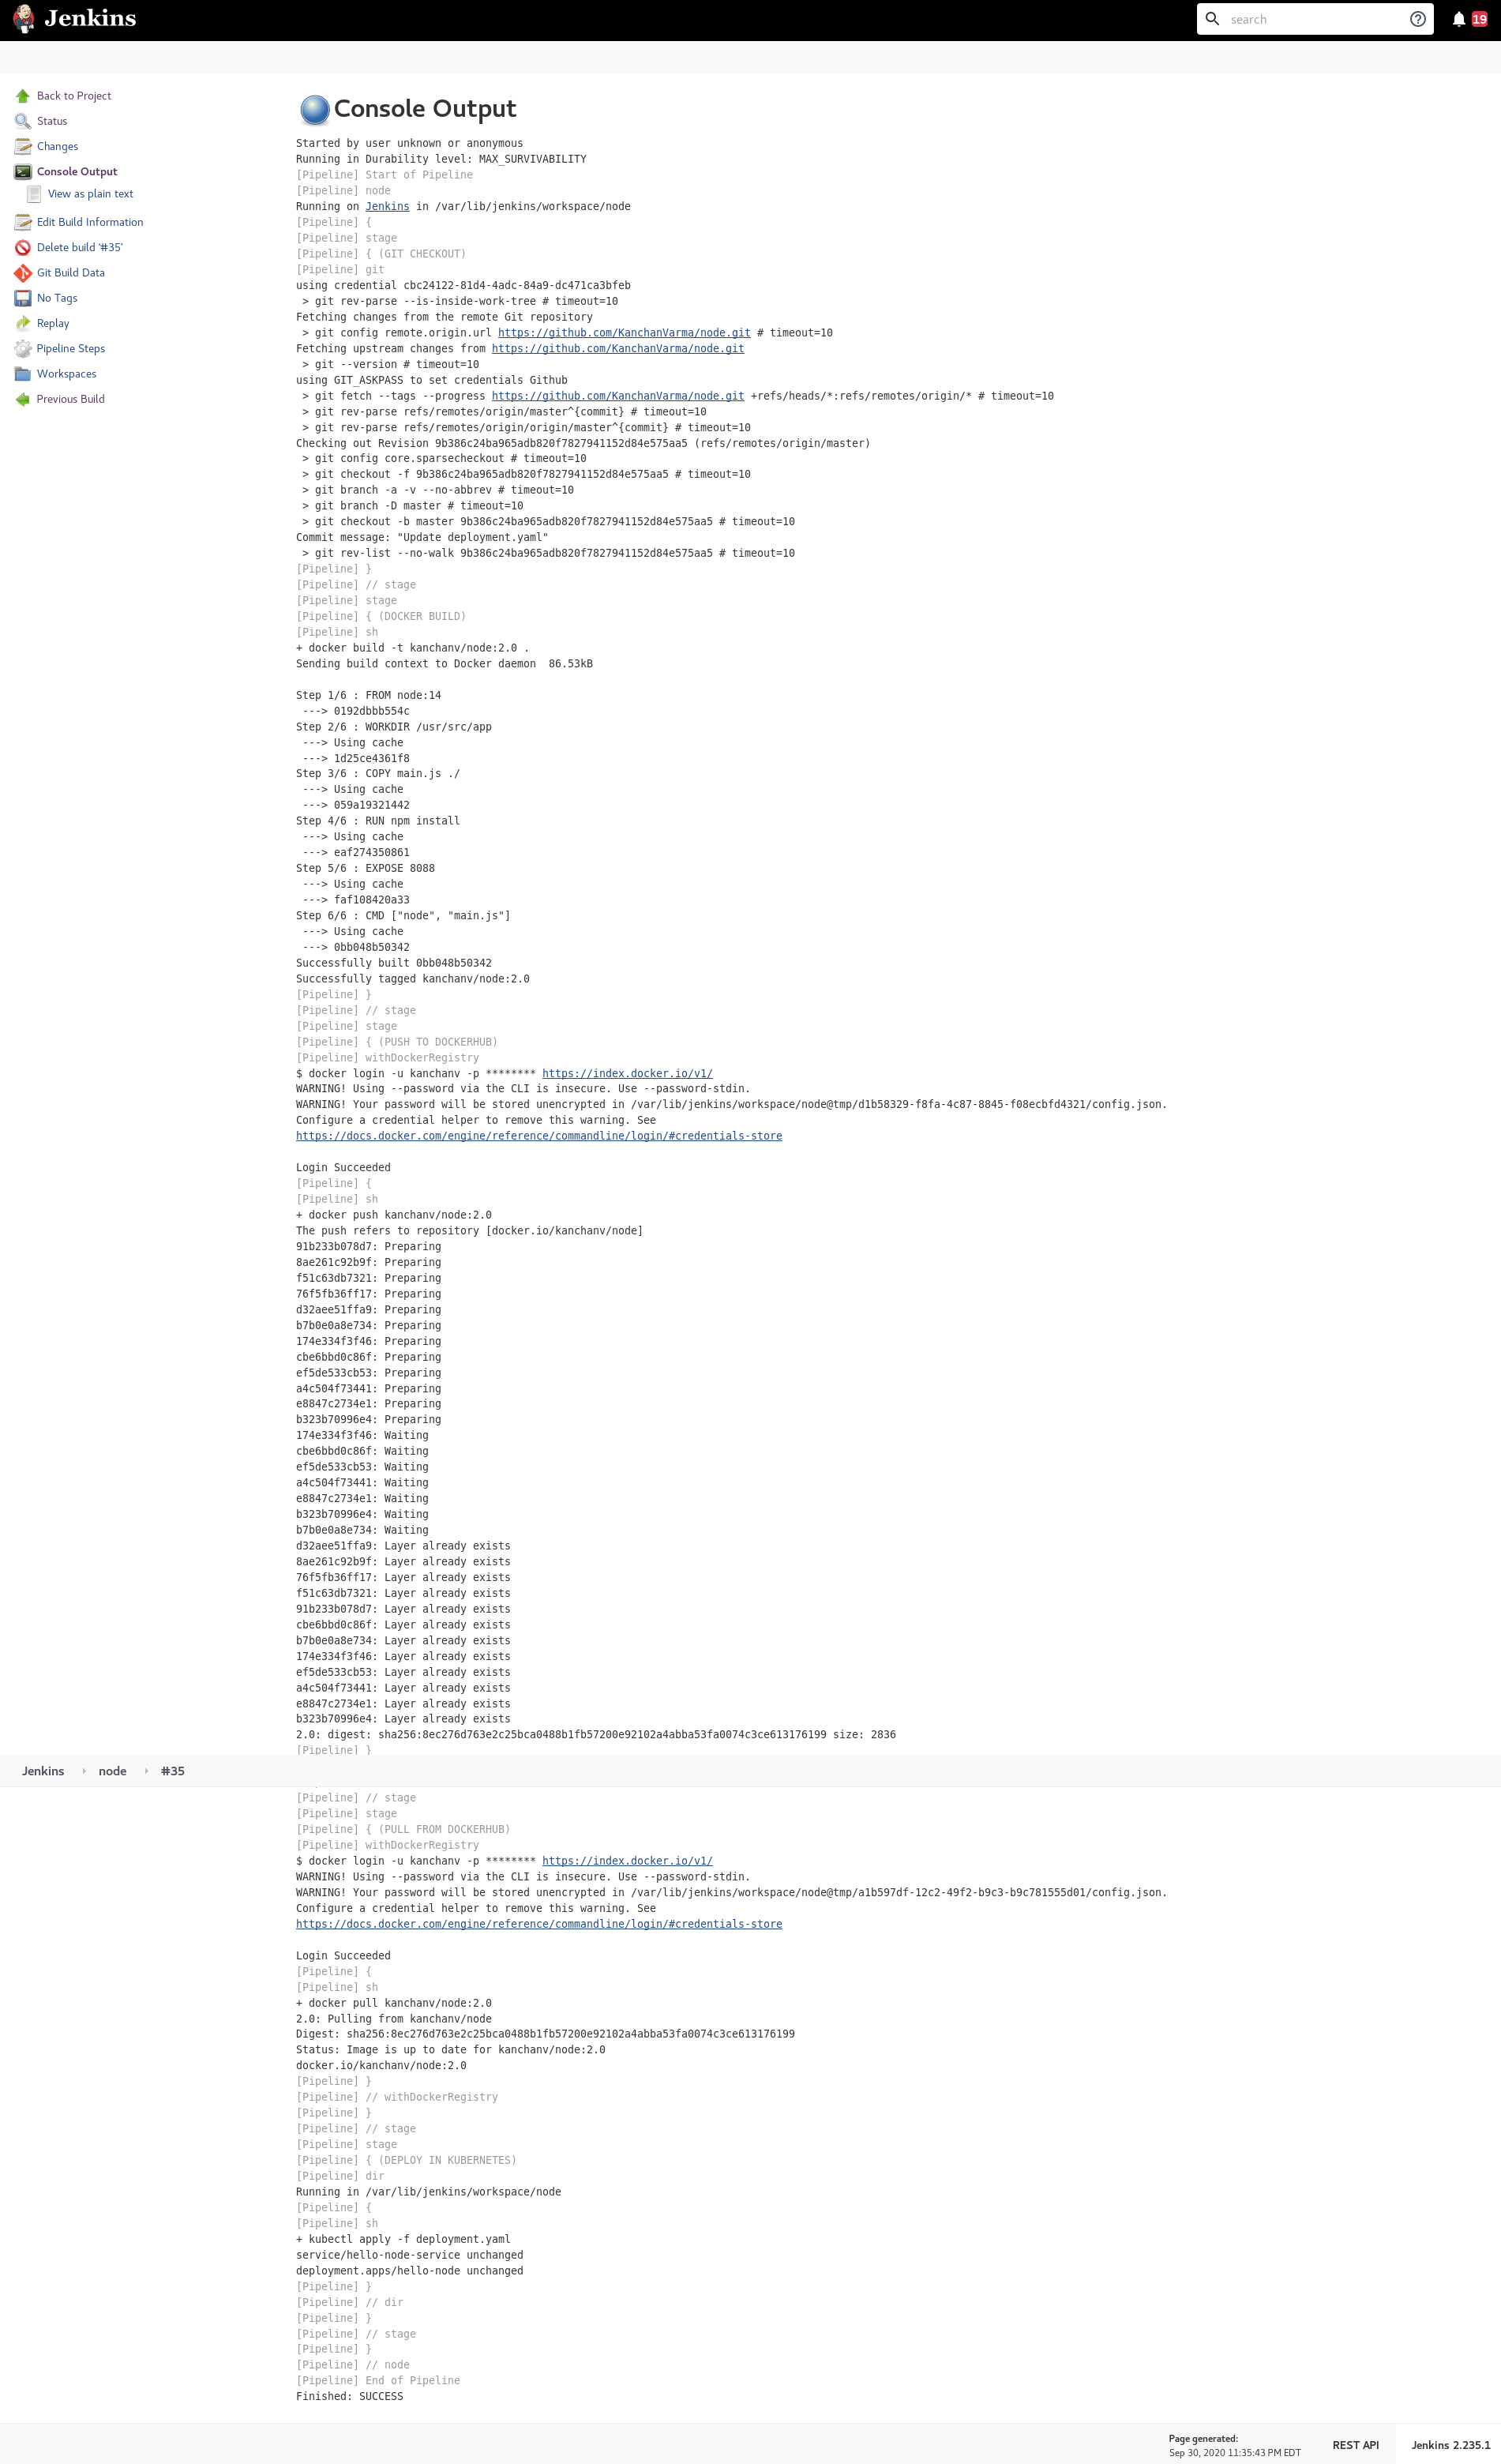 Jenkins
search
19
Back to Project
Status
Changes
Console Output
View as plain text
Edit Build Information
Delete build '#35'
Git Build Data
No Tags
Replay
Pipeline Steps
Workspaces
Previous Build
Console Output
Started by user unknown or anonymous
Running in Durability level: MAX_SURVIVABILITY
[Pipeline] Start of Pipeline
[Pipeline] node
Running on Jenkins in /var/lib/jenkins/workspace/node
[Pipeline] {
[Pipeline] stage
[Pipeline] { (GIT CHECKOUT)
[Pipeline] git
using credential cbc24122-81d4-4adc-84a9-dc471ca3bfeb
 > git rev-parse --is-inside-work-tree # timeout=10
Fetching changes from the remote Git repository
 > git config remote.origin.url https://github.com/KanchanVarma/node.git # timeout=10
Fetching upstream changes from https://github.com/KanchanVarma/node.git
 > git --version # timeout=10
using GIT_ASKPASS to set credentials Github
 > git fetch --tags --progress https://github.com/KanchanVarma/node.git +refs/heads/*:refs/remotes/origin/* # timeout=10
 > git rev-parse refs/remotes/origin/master^{commit} # timeout=10
 > git rev-parse refs/remotes/origin/origin/master^{commit} # timeout=10
Checking out Revision 9b386c24ba965adb820f7827941152d84e575aa5 (refs/remotes/origin/master)
 > git config core.sparsecheckout # timeout=10
 > git checkout -f 9b386c24ba965adb820f7827941152d84e575aa5 # timeout=10
 > git branch -a -v --no-abbrev # timeout=10
 > git branch -D master # timeout=10
 > git checkout -b master 9b386c24ba965adb820f7827941152d84e575aa5 # timeout=10
Commit message: "Update deployment.yaml"
 > git rev-list --no-walk 9b386c24ba965adb820f7827941152d84e575aa5 # timeout=10
[Pipeline] }
[Pipeline] // stage
[Pipeline] stage
[Pipeline] { (DOCKER BUILD)
[Pipeline] sh
+ docker build -t kanchanv/node:2.0 .
Sending build context to Docker daemon  86.53kB

Step 1/6 : FROM node:14
 ---> 0192dbbb554c
Step 2/6 : WORKDIR /usr/src/app
 ---> Using cache
 ---> 1d25ce4361f8
Step 3/6 : COPY main.js ./
 ---> Using cache
 ---> 059a19321442
Step 4/6 : RUN npm install
 ---> Using cache
 ---> eaf274350861
Step 5/6 : EXPOSE 8088
 ---> Using cache
 ---> faf108420a33
Step 6/6 : CMD ["node", "main.js"]
 ---> Using cache
 ---> 0bb048b50342
Successfully built 0bb048b50342
Successfully tagged kanchanv/node:2.0
[Pipeline] }
[Pipeline] // stage
[Pipeline] stage
[Pipeline] { (PUSH TO DOCKERHUB)
[Pipeline] withDockerRegistry
$ docker login -u kanchanv -p ******** https://index.docker.io/v1/
WARNING! Using --password via the CLI is insecure. Use --password-stdin.
WARNING! Your password will be stored unencrypted in /var/lib/jenkins/workspace/node@tmp/d1b58329-f8fa-4c87-8845-f08ecbfd4321/config.json.
Configure a credential helper to remove this warning. See
https://docs.docker.com/engine/reference/commandline/login/#credentials-store

Login Succeeded
[Pipeline] {
[Pipeline] sh
+ docker push kanchanv/node:2.0
The push refers to repository [docker.io/kanchanv/node]
91b233b078d7: Preparing
8ae261c92b9f: Preparing
f51c63db7321: Preparing
76f5fb36ff17: Preparing
d32aee51ffa9: Preparing
b7b0e0a8e734: Preparing
174e334f3f46: Preparing
cbe6bbd0c86f: Preparing
ef5de533cb53: Preparing
a4c504f73441: Preparing
e8847c2734e1: Preparing
b323b70996e4: Preparing
174e334f3f46: Waiting
cbe6bbd0c86f: Waiting
ef5de533cb53: Waiting
a4c504f73441: Waiting
e8847c2734e1: Waiting
b323b70996e4: Waiting
b7b0e0a8e734: Waiting
d32aee51ffa9: Layer already exists
8ae261c92b9f: Layer already exists
76f5fb36ff17: Layer already exists
f51c63db7321: Layer already exists
91b233b078d7: Layer already exists
cbe6bbd0c86f: Layer already exists
b7b0e0a8e734: Layer already exists
174e334f3f46: Layer already exists
ef5de533cb53: Layer already exists
a4c504f73441: Layer already exists
e8847c2734e1: Layer already exists
b323b70996e4: Layer already exists
2.0: digest: sha256:8ec276d763e2c25bca0488b1fb57200e92102a4abba53fa0074c3ce613176199 size: 2836
[Pipeline] }
Jenkins node #35
[Pipeline] // stage
[Pipeline] stage
[Pipeline] { (PULL FROM DOCKERHUB)
[Pipeline] withDockerRegistry
$ docker login -u kanchanv -p ******** https://index.docker.io/v1/
WARNING! Using --password via the CLI is insecure. Use --password-stdin.
WARNING! Your password will be stored unencrypted in /var/lib/jenkins/workspace/node@tmp/a1b597df-12c2-49f2-b9c3-b9c781555d01/config.json.
Configure a credential helper to remove this warning. See
https://docs.docker.com/engine/reference/commandline/login/#credentials-store

Login Succeeded
[Pipeline] {
[Pipeline] sh
+ docker pull kanchanv/node:2.0
2.0: Pulling from kanchanv/node
Digest: sha256:8ec276d763e2c25bca0488b1fb57200e92102a4abba53fa0074c3ce613176199
Status: Image is up to date for kanchanv/node:2.0
docker.io/kanchanv/node:2.0
[Pipeline] }
[Pipeline] // withDockerRegistry
[Pipeline] }
[Pipeline] // stage
[Pipeline] stage
[Pipeline] { (DEPLOY IN KUBERNETES)
[Pipeline] dir
Running in /var/lib/jenkins/workspace/node
[Pipeline] {
[Pipeline] sh
+ kubectl apply -f deployment.yaml
service/hello-node-service unchanged
deployment.apps/hello-node unchanged
[Pipeline] }
[Pipeline] // dir
[Pipeline] }
[Pipeline] // stage
[Pipeline] }
[Pipeline] // node
[Pipeline] End of Pipeline
Finished: SUCCESS
Page generated:
Sep 30, 2020 11:35:43 PM EDT
REST API
Jenkins 2.235.1